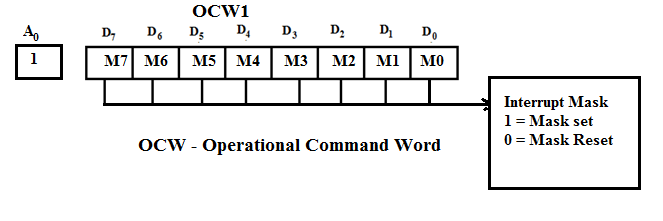 OCW1
A0 D7 D6 D5 D4 D3 D2 D1 D0
1 M7 M6 M5 M4 M3 M2 M1 M0
Interrupt Mask
1 = Mask set
0 = Mask Reset
OCW - Operational Command Word